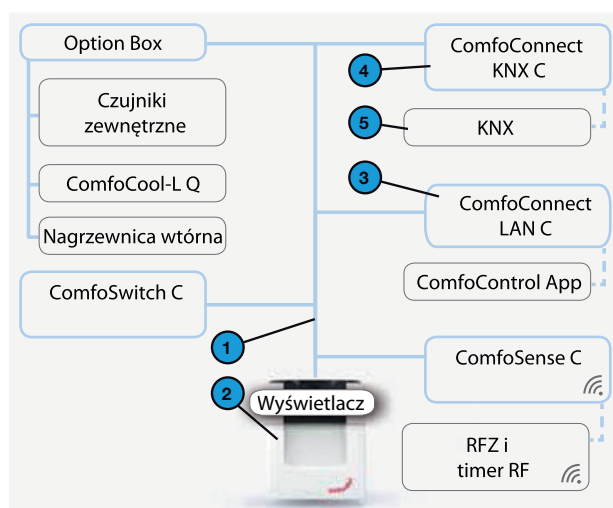 Option Box
Czujniki
zewnętrzne
ComfoCool-L Q
Nagrzewnica wtórna
ComfoSwitch C
1
2
Wyświetlacz
4
ComfoConnect
KNX C
5
KNX
3
ComfoConnect
LAN C
ComfoControl App
ComfoSense C
RFZ i
timer RF